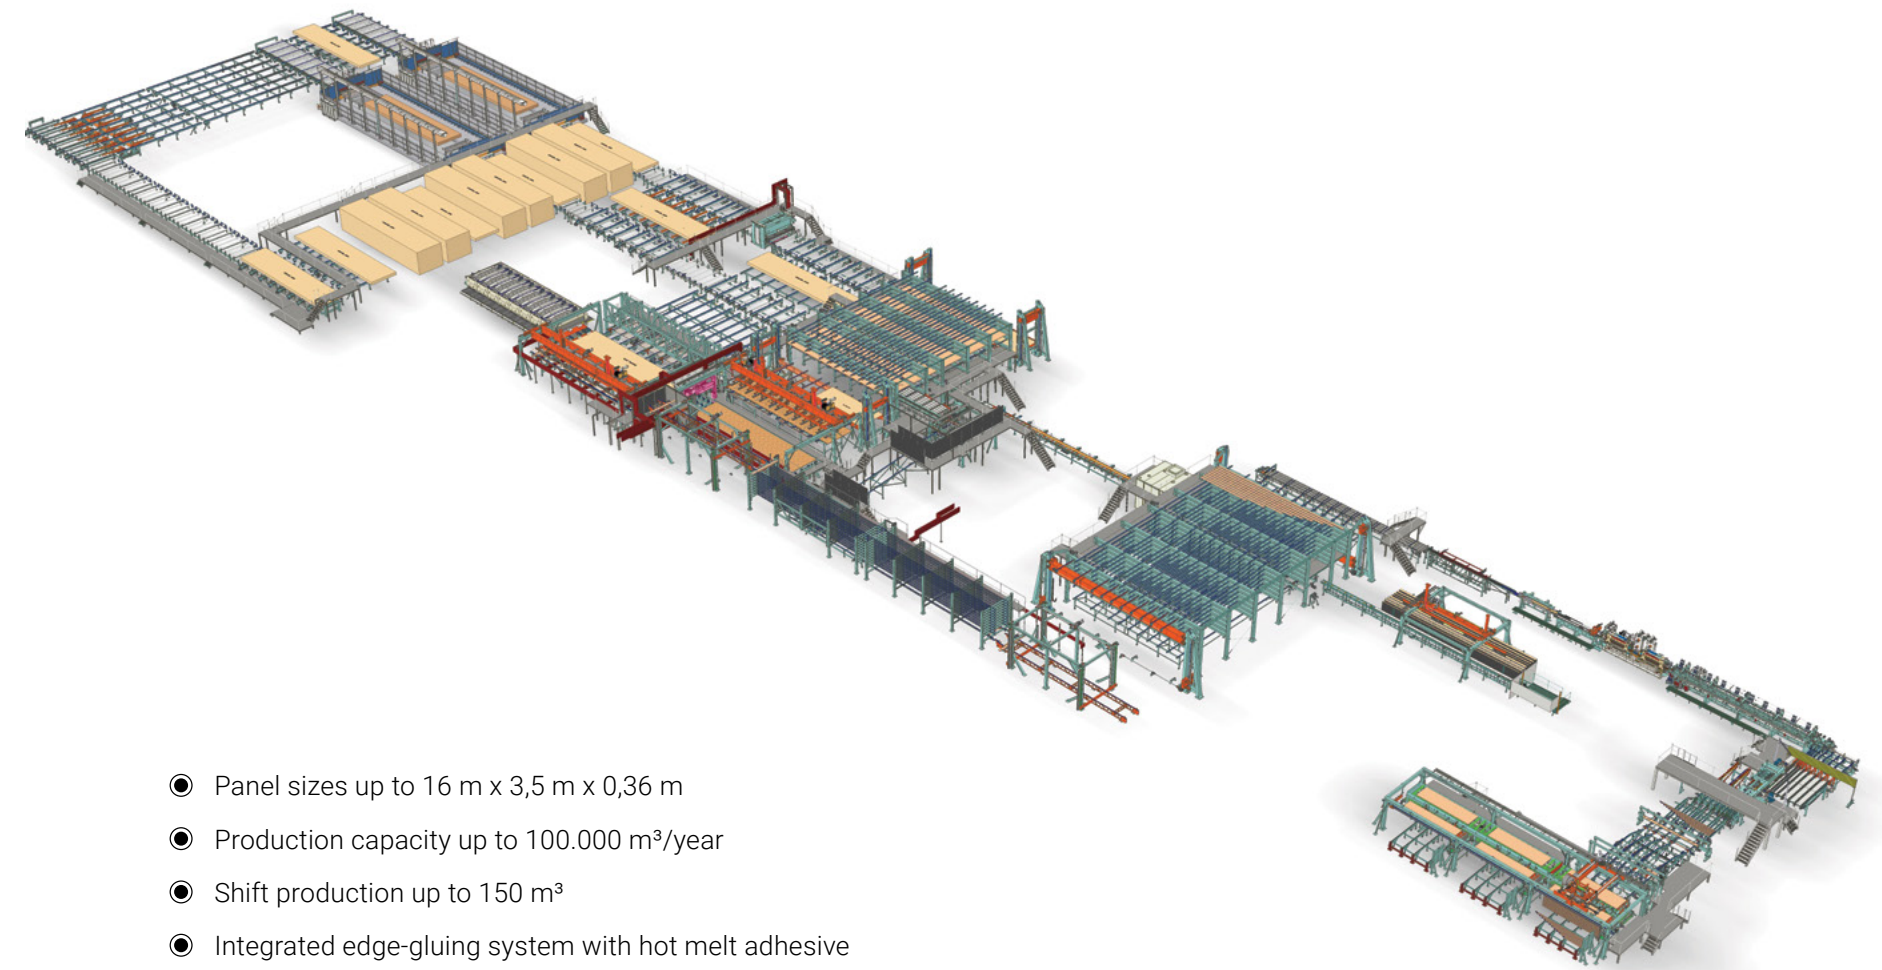 Panel sizes up to 16 m x 3,5 m x 0,36 m
Production capacity up to 100.000 m³/year
Shift production up to 150 m³
Integrated edge-gluing system with hot melt adhesive